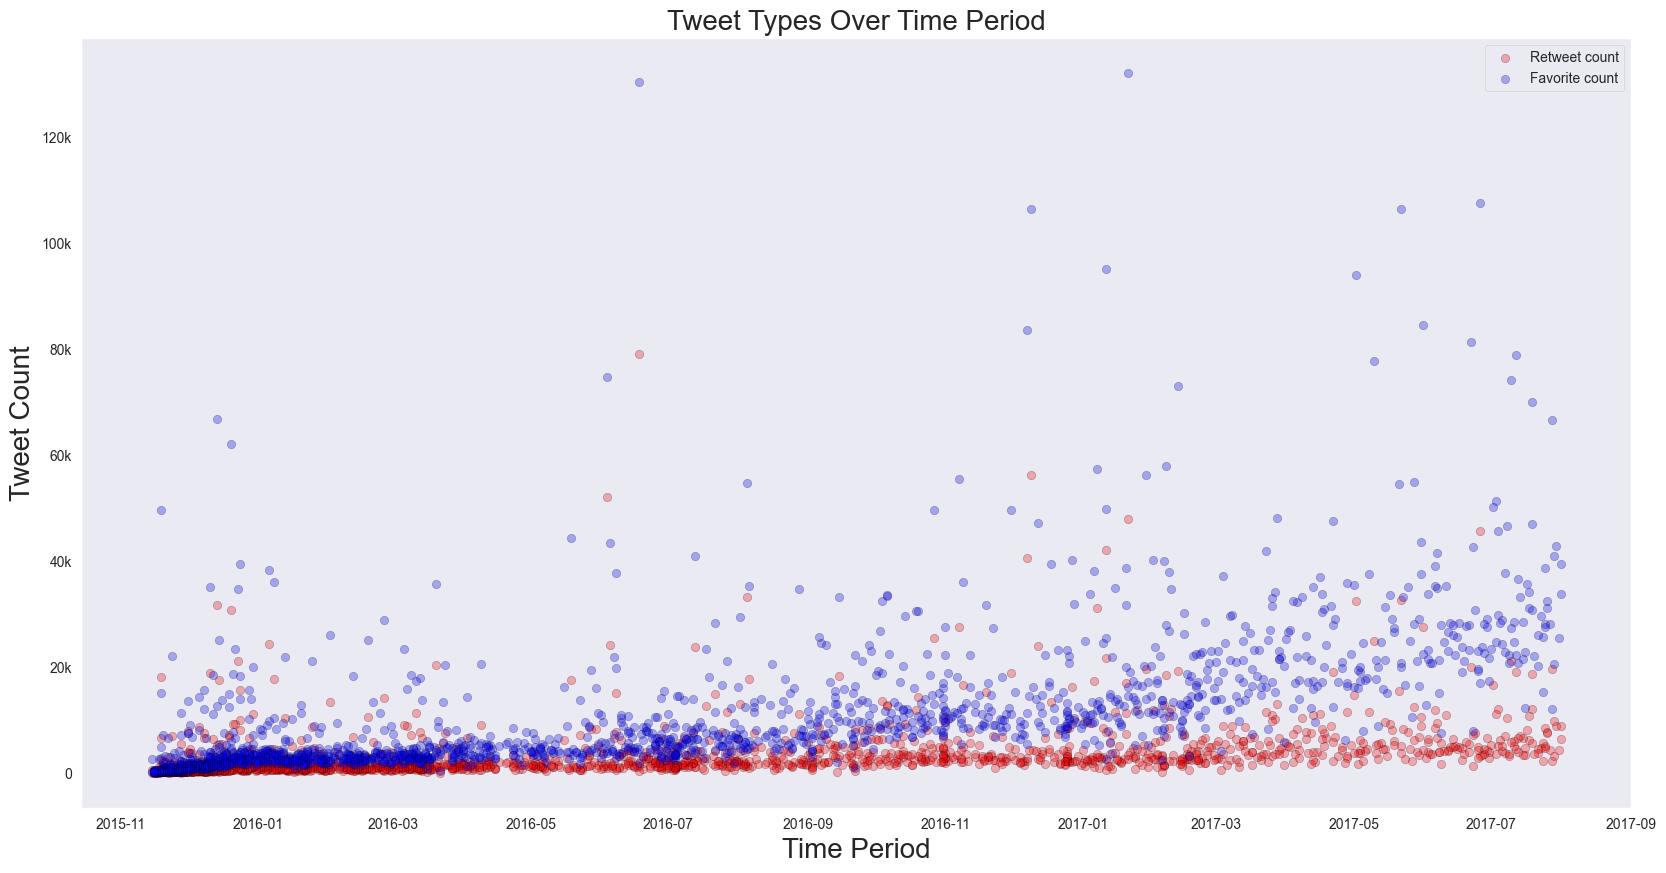 Tweet Types Over Time Period
Retweet count
Favorite count
Tweet Count
120k
100k
80k
60k
40k
20k
0
2015-11
2016-01
2016-03
2016-05
2016-07
2016-09
2016-11
2017-01
2017-03
2017-05
2017-07
2017-09
Time Period